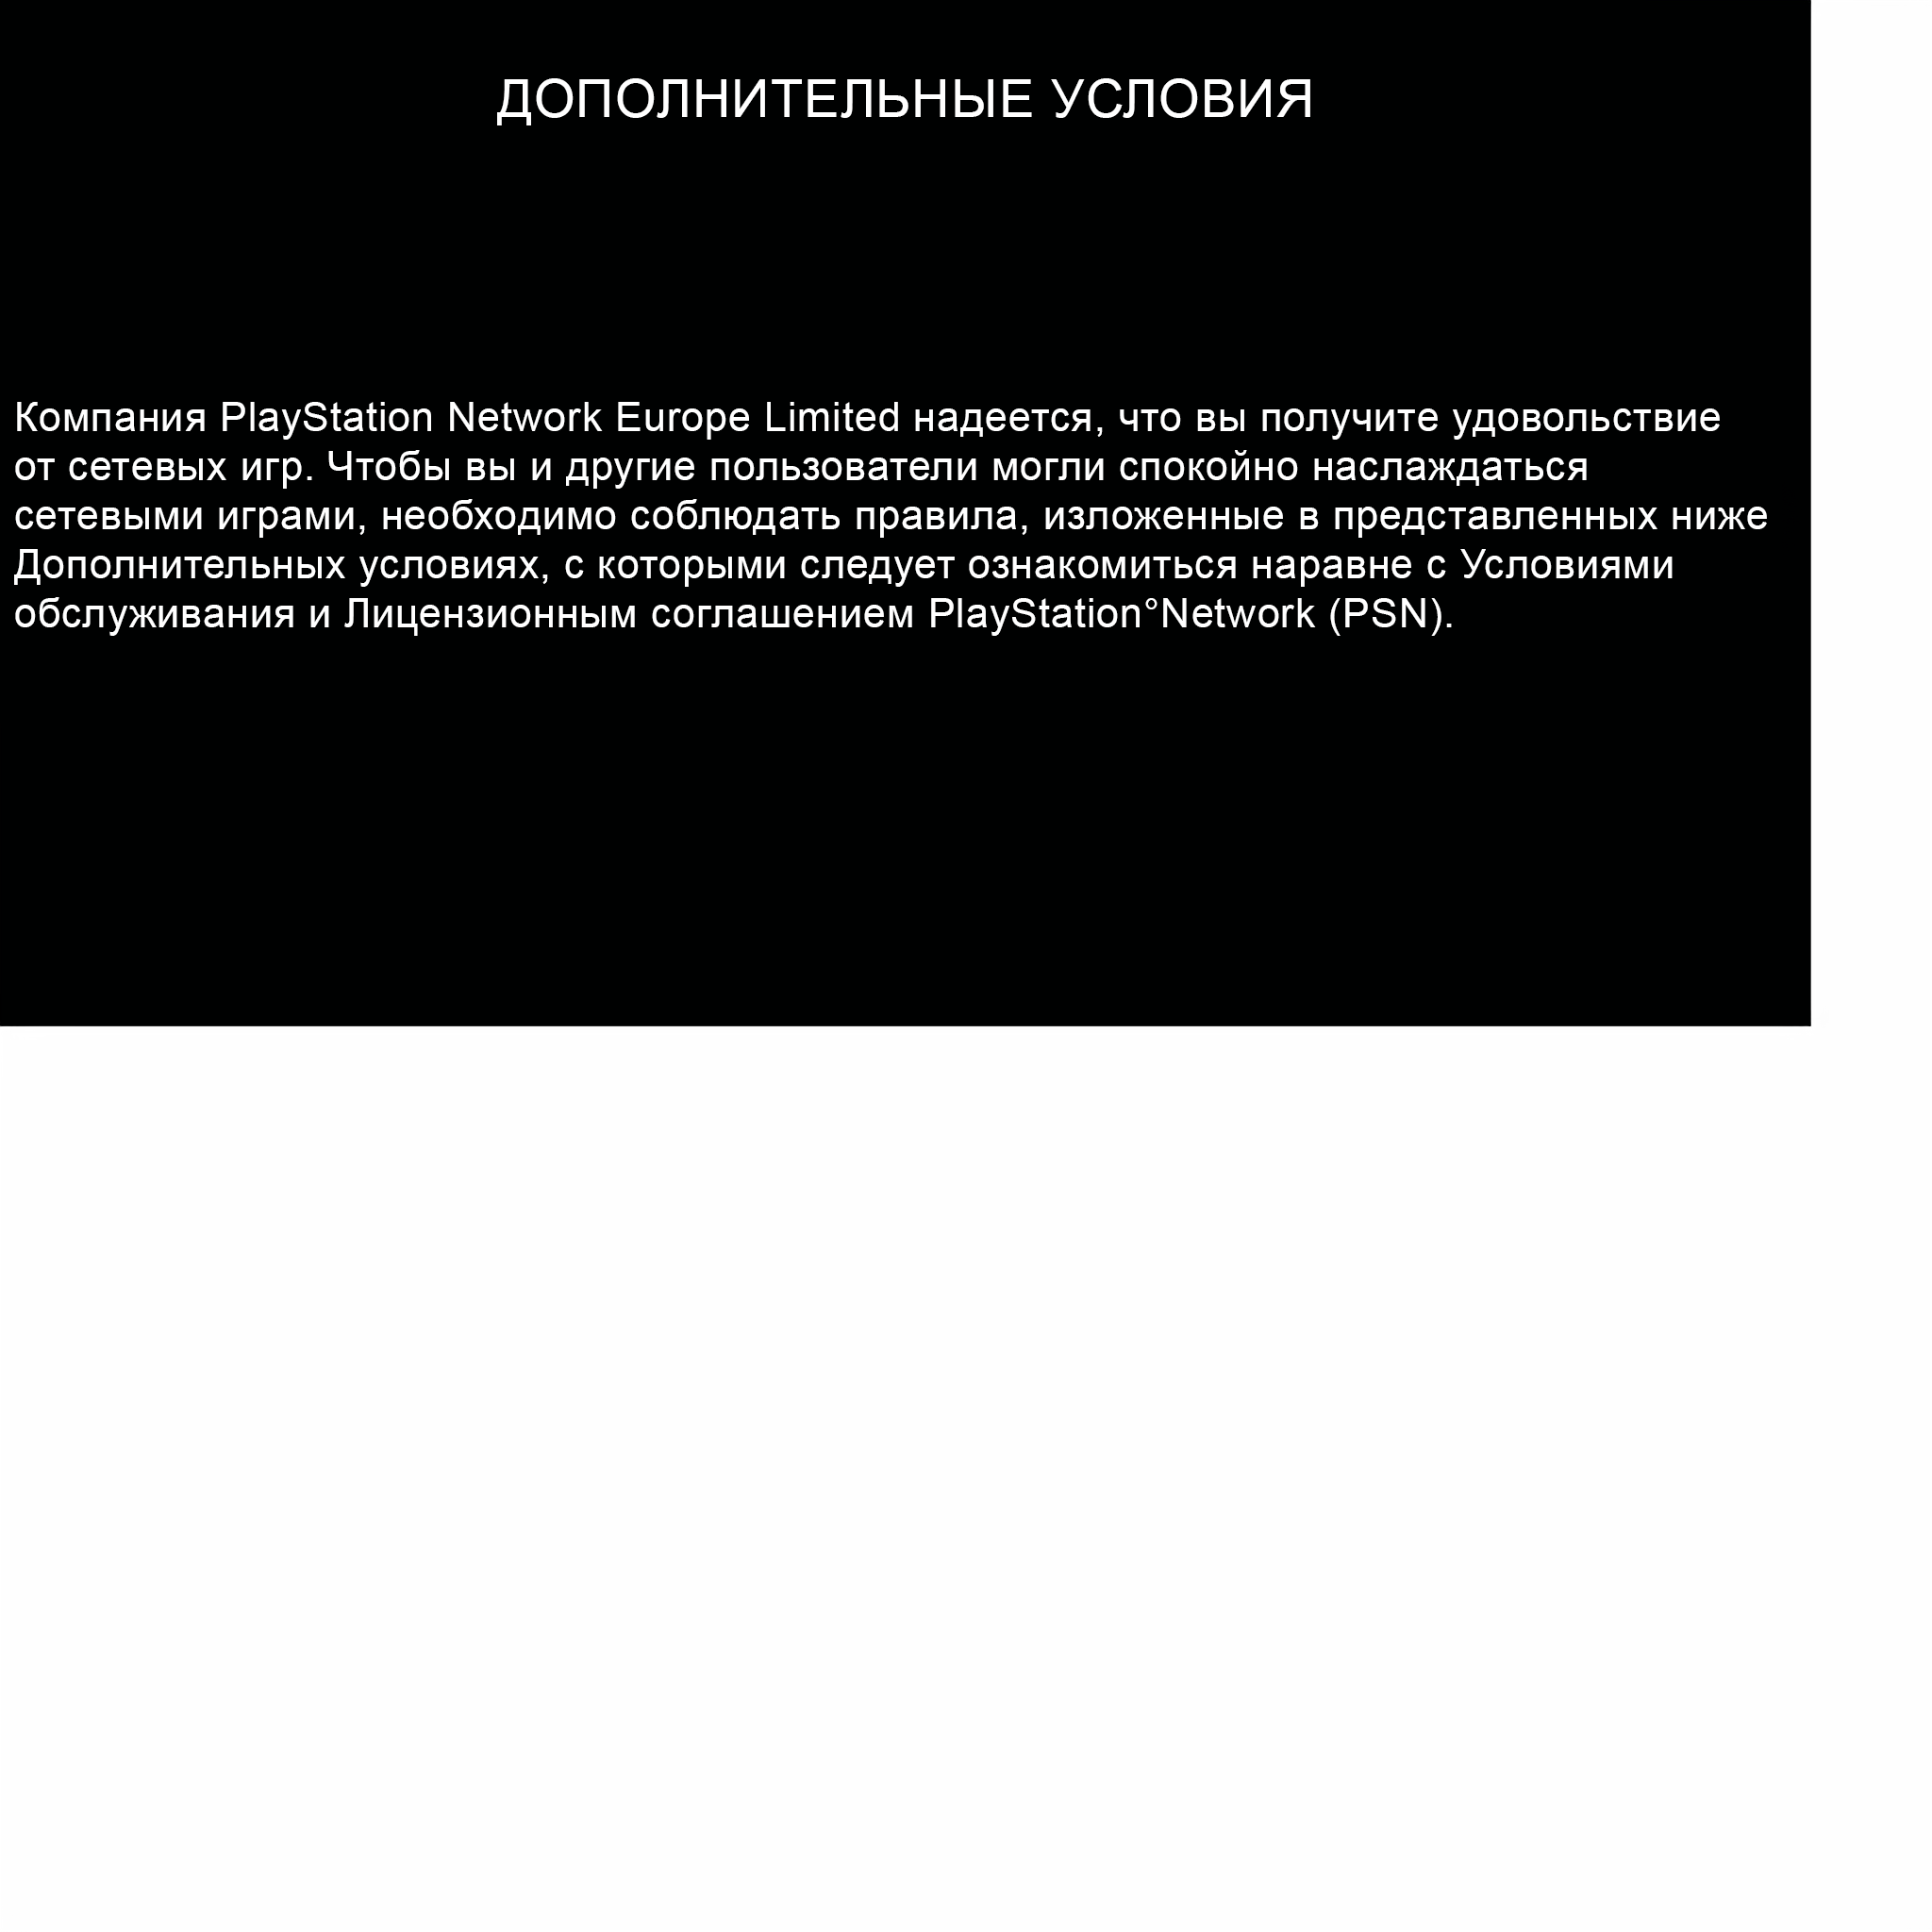 ДОПОЛНИТЕЛЬНЫЕ УСЛОВИЯ
Компания PlayStation Network Europe Limited надеется, что вы получите удовольствие
от сетевых игр. Чтобы вы и другие пользователи могли спокойно наслаждаться
сетевыми играми, необходимо соблюдать правила, изложенные в представленных ниже
Дополнительных условиях, с которыми следует ознакомиться наравне с Условиями
обслуживания и Лицензионным соглашением PlayStation°Network (PSN).